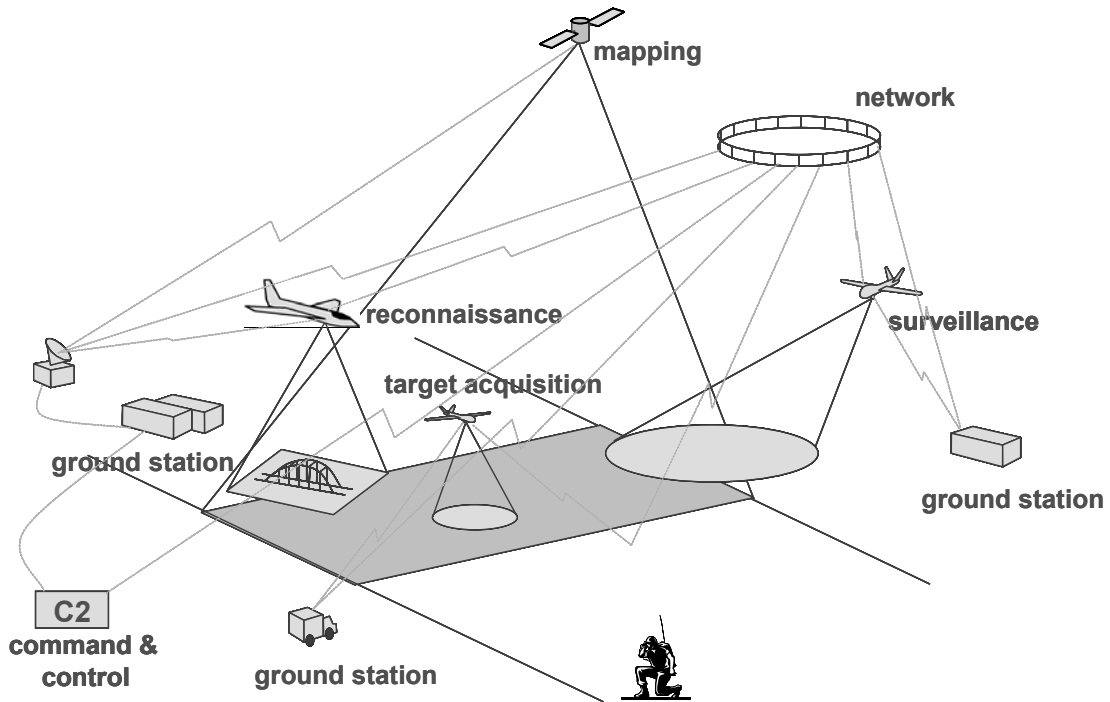 mapping
network
reconnaissance
surveillance
target acquisition
ground station
ground station
C2
command &
control
ground station